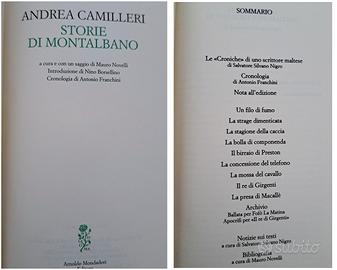 ANDREA CAMILLERI
STORIE
DI MONTALBANO
a cura e con un saggio di Mauro Novelli
Introduzione di Nino Borsellino
Cronologia di Antonio Franchini
Arnoldo Mondadori
SOMMARIO
Le «Croniche» di uno scrittore maltese
di Salvatore Silvano Nigro
Cronologia
di Antonio Franchini
Nota all'edizione
Un filo di fumo
La strage dimenticata
La stagione della caccia
La bolla di componenda
Il birraio di Preston
La concessione del telefono
La mossa del cavallo
Il re di Girgenti
La presa di Macallè
Archivio
Ballata per Fofò La Matina
Apocrifi per «Il re di Girgenti»
Notizie sui testi
a cura di Salvatore Silvano Nigro
Bibliografia
a cura di Mauro Novelli
subito